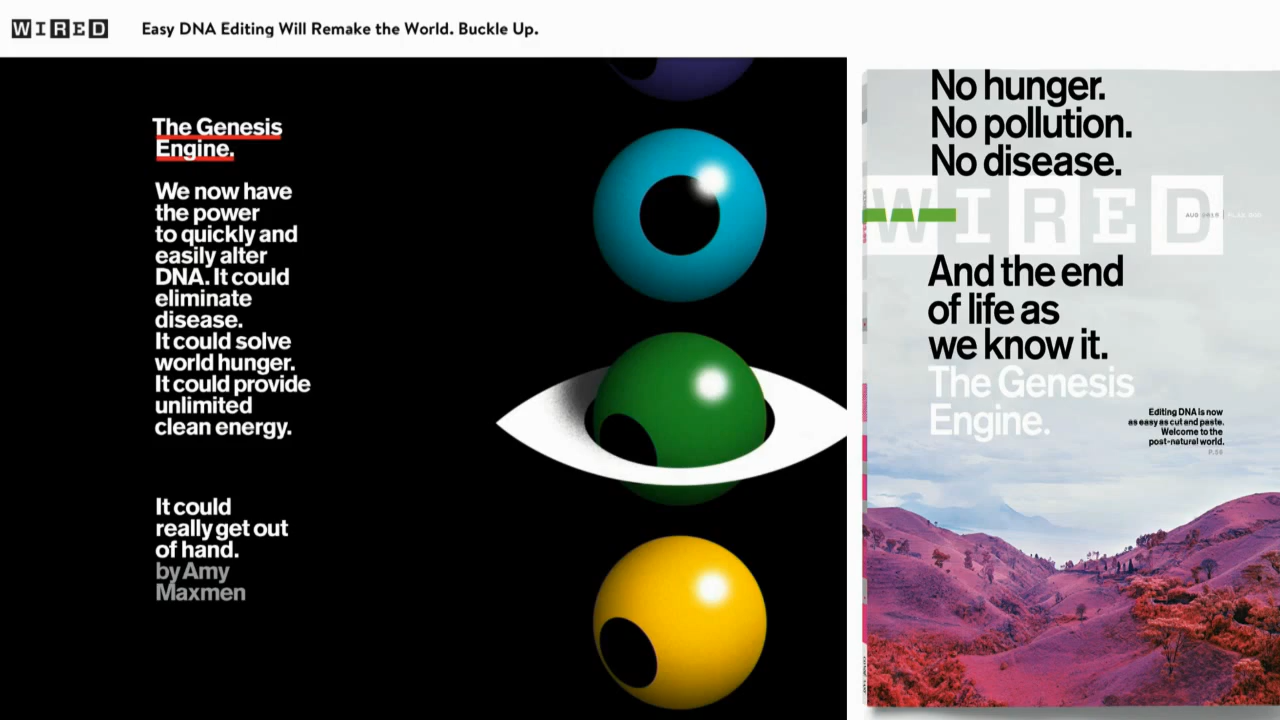 WIRED
Easy DNA Editing Will Remake the World. Buckle Up.
The Genesis
Engine.
We now have
the power
to quickly and
easily alter
DNA. It could
eliminate
disease.
It could solve
world hunger.
It could provide
unlimited
clean energy.
It could
really get out
of hand.
by Amy
Maxmen
No hunger.
No pollution.
No disease.
WIRED
And the end
of life as
we know it.
The Genesis
Engine.
Editing DNA is now
as easy as cut and paste.
Welcome to the
post-natural world.